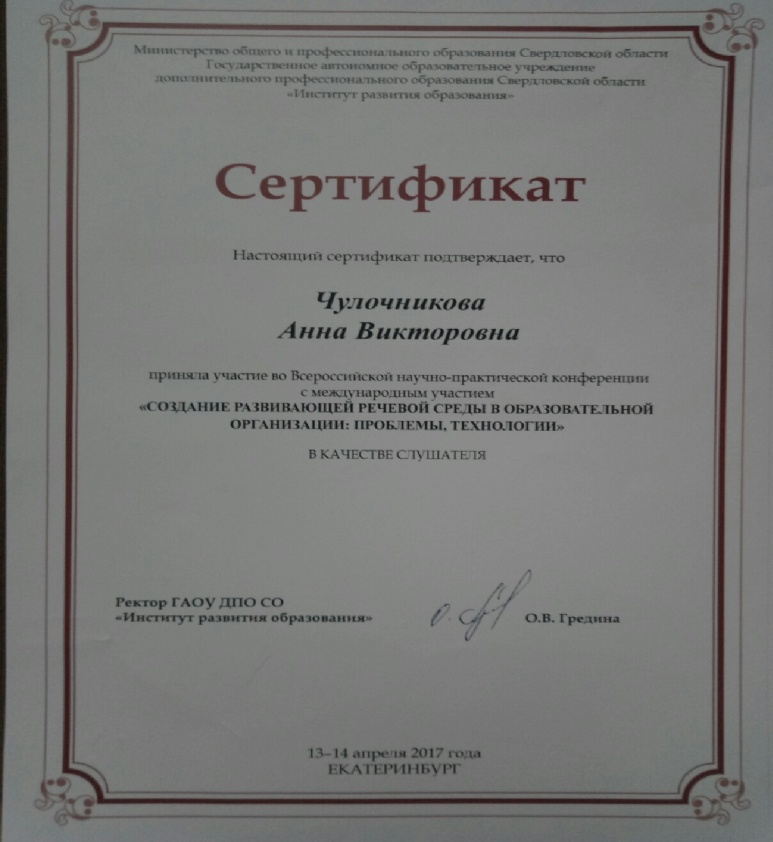 Министерство общего и профессионального образования Свердловской области
Государственное автономное образовательное учреждение
дополнительного профессионального образования Свердловской области
«Институт развития образования»
Сертификат
Настоящий сертификат подтверждает, что
Чулочникова
Анна Викторовна
приняла участие во Всероссийской научно-практической конференции
с международным участием
«СОЗДАНИЕ РАЗВИВАЮЩЕЙ РЕЧЕВОЙ СРЕДЫ В ОБРАЗОВАТЕЛЬНОЙ
ОРГАНИЗАЦИИ: ПРОБЛЕМЫ, ТЕХНОЛОГИИ»
В КАЧЕСТВЕ СЛУШАТЕЛЯ
Ректор ГАОУ ДПО СО
«Институт развития образования» О.В. Гредина
13–14 апреля 2017 года
ЕКАТЕРИНБУРГ